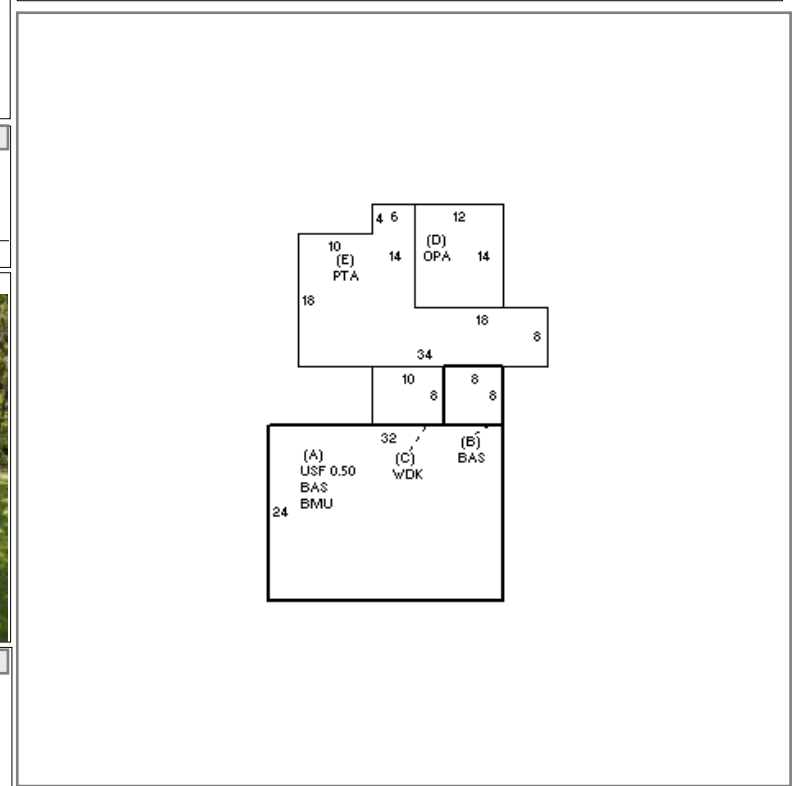 4 6 12
10
(E)
PTA
14
(D)
OPA
14
18
18
8
34
10
8
8
8
32
(A)
USF 0.50
BAS
BMU
(C)
WDK
(B)
BAS
24